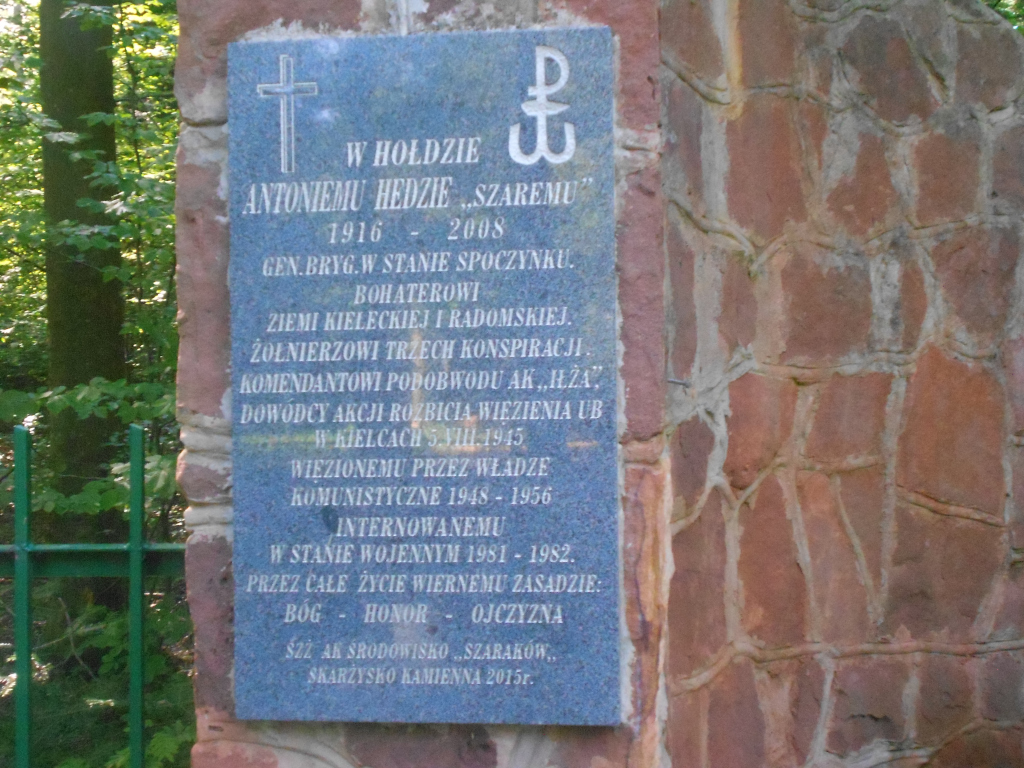 W HOŁDZIE
ANTONIEMU HEDZIE „SZAREMU”
1916 - 2008
GEN.BRYG.W STANIE SPOCZYNKU.
BOHATEROWI
ZIEMI KIELECKIEJ I RADOMSKIEJ.
ŻOŁNIERZOWI TRZECH KONSPIRACJI.
KOMENDANTOWI PODOBWODU AK „IŁŻA”,
DOWÓDCY AKCJI ROZBICIA WIĘZIENIA UB
W KIELCACH 5.VIII.1945
WIĘZIONEMU PRZEZ WŁADZE
KOMUNISTYCZNE 1948 - 1956
INTERNOWANEMU
W STANIE WOJENNYM 1981 - 1982.
PRZEZ CAŁE ŻYCIE WIERNEMU ZASADZIE:
BÓG - HONOR - OJCZYZNA
ŚZŻ AK ŚRODOWISKO „SZARAKÓW„
SKARŻYSKO KAMIENNA 2015r.